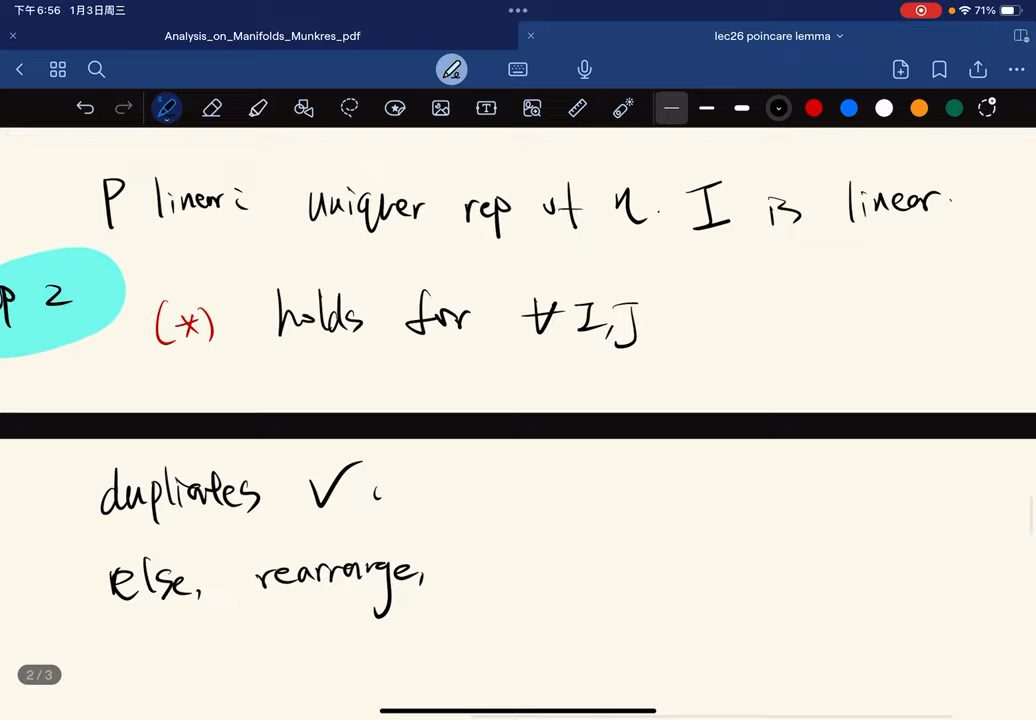 下午6:56 1月3日周三
71%
Analysis_on_Manifolds_Munkres_pdf
lec26 poincare lemma
P linear: uniquer rep of η. I is linear.
p 2
(*) holds for ∀ I, J
duplicates ✓ .
else, rearrange,
2 / 3